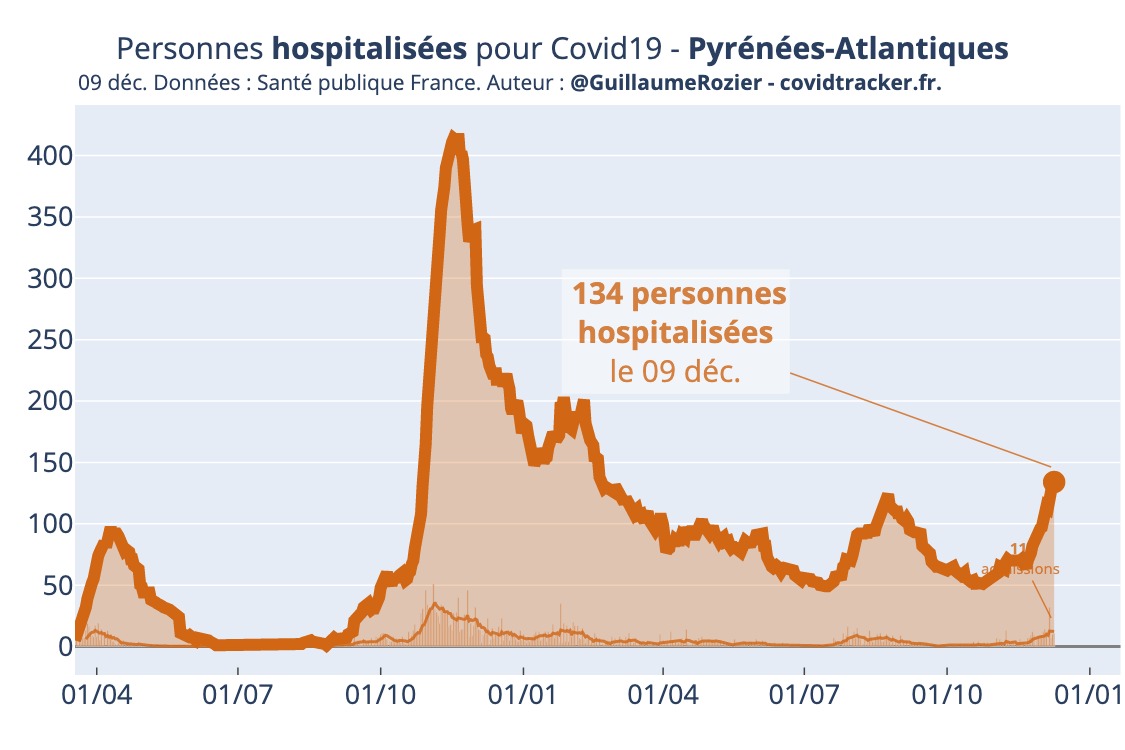 Personnes hospitalisées pour Covid19 - Pyrénées-Atlantiques
09 déc. Données : Santé publique France. Auteur : @GuillaumeRozier - covidtracker.fr.
400
350
300
250
200
150
100
50
0
134 personnes
hospitalisées
le 09 déc.
11
admissions
01/04 01/07 01/10 01/01 01/04 01/07 01/10 01/01